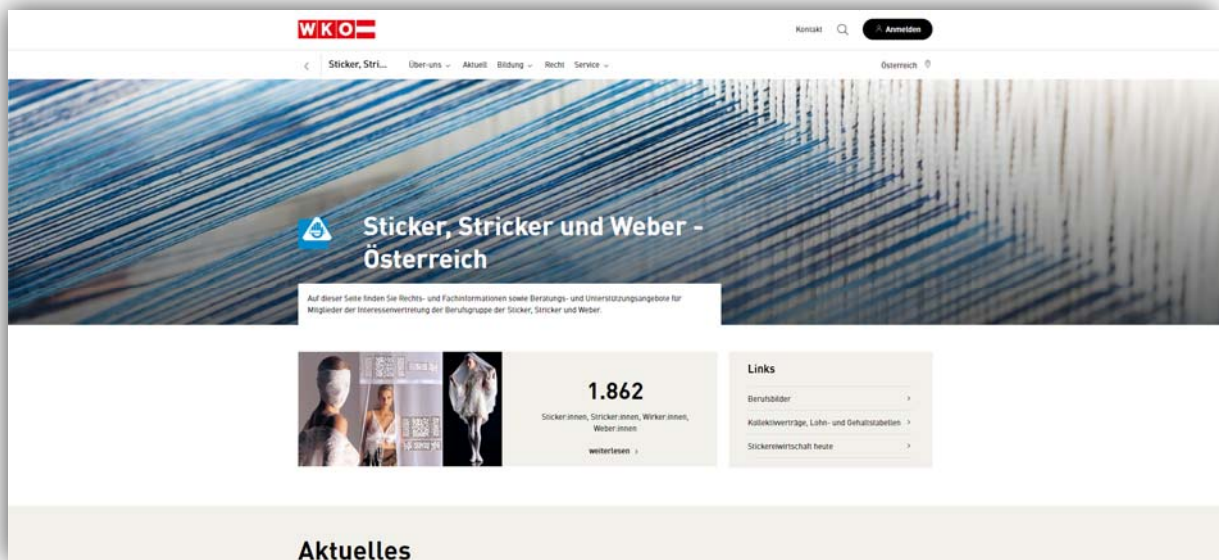 WKO
Kontakt
Anmelden
Sticker, Stri...
Über-uns
Aktuell
Bildung
Recht
Service
Österreich
Sticker, Stricker und Weber -
Österreich
Auf dieser Seite finden Sie Rechts- und Fachinformationen sowie Beratungs- und Unterstützungsangebote für
Mitglieder der Interessenvertretung der Berufsgruppe der Sticker, Stricker und Weber.
1.862
Sticker:innen, Stricker:innen, Wirker:innen,
Weber:innen
weiterlesen
Links
Berufsbilder
Kollektivverträge, Lohn- und Gehaltstabellen
Stickereiwirtschaft heute
Aktuelles